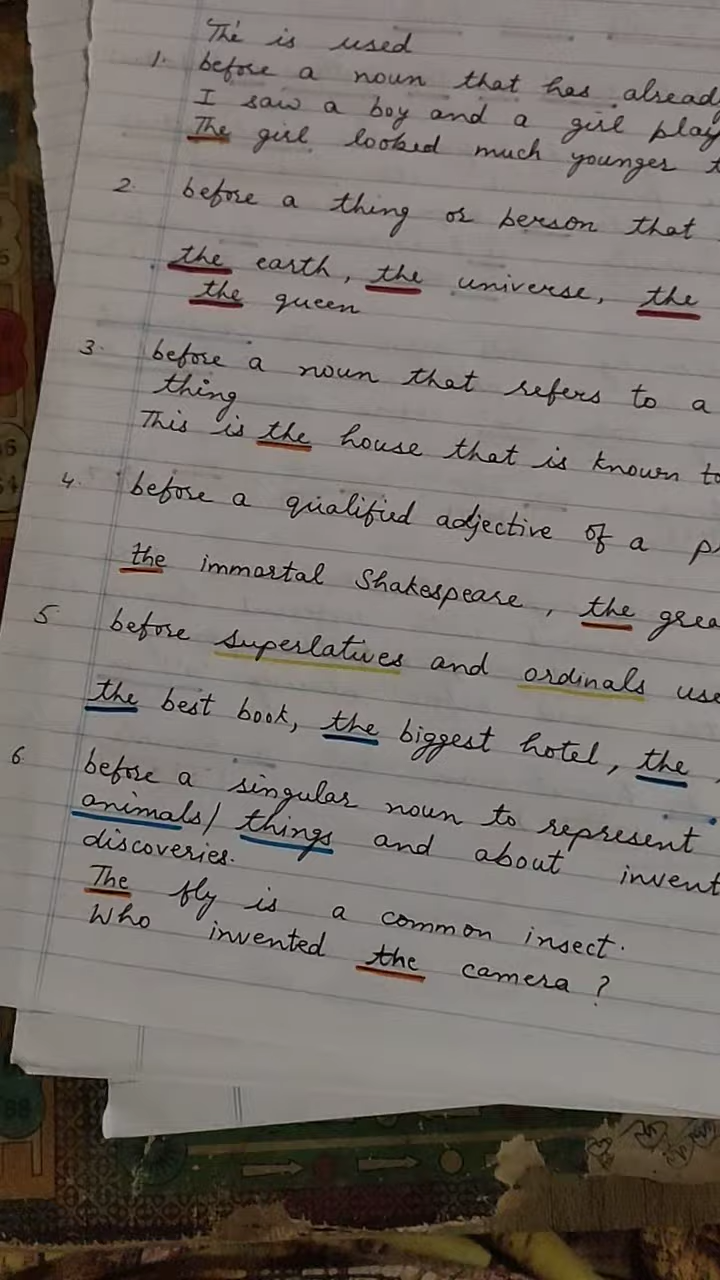 The is used
1. before a noun that has alread
I saw a boy and a girl play
The girl looked much younger
2. before a thing or person that
the earth, the universe, the
the queen
3. before a noun that refers to a
thing
This is the house that is known to
4. before a qualified adjective of a
the immortal Shakespeare, the grea
5. before superlatives and ordinals use
the best book, the biggest hotel, the
6. before a singular noun to represent
animals/ things and about invent
discoveries.
The fly is a common insect.
Who invented the camera?